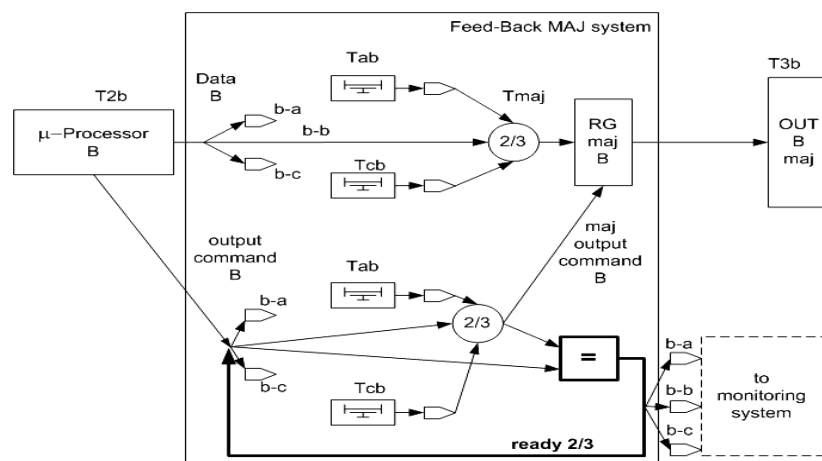 Feed-Back MAJ system
T2b
μ–Processor
B
Data
B
b-a
b-b
b-c
Tab
Tcb
Tmaj
2/3
RG
maj
B
T3b
OUT
B
maj
output
command
B
b-a
b-c
Tab
Tcb
2/3
maj
output
command
B
=
ready 2/3
b-a
b-b
b-c
to
monitoring
system